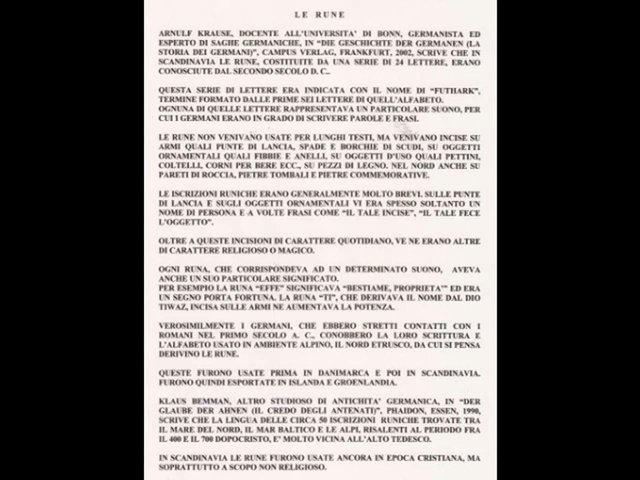 LE RUNE
ARNULF KRAUSE, DOCENTE ALL'UNIVERSITA' DI BONN, GERMANISTA ED
ESPERTO DI SAGHE GERMANICHE, IN "DIE GESCHICHTE DER GERMANEN (LA
STORIA DEI GERMANI)", CAMPUS VERLAG, FRANKFURT, 2002, SCRIVE CHE IN
SCANDINAVIA LE RUNE, COSTITUITE DA UNA SERIE DI 24 LETTERE, ERANO
CONOSCIUTE DAL SECONDO SECOLO D. C..
QUESTA SERIE DI LETTERE ERA INDICATA CON IL NOME DI "FUTHARK",
TERMINE FORMATO DALLE PRIME SEI LETTERE DI QUELL'ALFABETO.
OGNUNA DI QUELLE LETTERE RAPPRESENTAVA UN PARTICOLARE SUONO, PER
CUI I GERMANI ERANO IN GRADO DI SCRIVERE PAROLE E FRASI.
LE RUNE NON VENIVANO USATE PER LUNGHI TESTI, MA VENIVANO INCISE SU
ARMI QUALI PUNTE DI LANCIA, SPADE E BORCHIE DI SCUDI, SU OGGETTI
ORNAMENTALI QUALI FIBBIE E ANELLI, SU OGGETTI D'USO QUALI PETTINI,
COLTELLI, CORNI PER BERE ECC., SU PEZZI DI LEGNO. NEL NORD ANCHE SU
PARETI DI ROCCIA, PIETRE TOMBALI E PIETRE COMMEMORATIVE.
LE ISCRIZIONI RUNICHE ERANO GENERALMENTE MOLTO BREVI. SULLE PUNTE
DI LANCIA E SUGLI OGGETTI ORNAMENTALI VI ERA SPESSO SOLTANTO UN
NOME DI PERSONA E A VOLTE FRASI COME "IL TALE INCISE", "IL TALE FECE
L'OGGETTO".
OLTRE A QUESTE INCISIONI DI CARATTERE QUOTIDIANO, VE NE ERANO ALTRE
DI CARATTERE RELIGIOSO O MAGICO.
OGNI RUNA, CHE CORRISPONDEVA AD UN DETERMINATO SUONO, AVEVA
ANCHE UN SUO PARTICOLARE SIGNIFICATO.
PER ESEMPIO LA RUNA "EFFE" SIGNIFICAVA "BESTIAME, PROPRIETA'" ED ERA
UN SEGNO PORTA FORTUNA. LA RUNA "TI", CHE DERIVAVA IL NOME DAL DIO
TIWAZ, INCISA SULLE ARMI NE AUMENTAVA LA POTENZA.
VEROSIMILMENTE I GERMANI, CHE EBBERO STRETTI CONTATTI CON I
ROMANI NEL PRIMO SECOLO A. C., CONOBBERO LA LORO SCRITTURA E
L'ALFABETO USATO IN AMBIENTE ALPINO, IL NORD ETRUSCO, DA CUI SI PENSA
DERIVINO LE RUNE.
QUESTE FURONO USATE PRIMA IN DANIMARCA E POI IN SCANDINAVIA.
FURONO QUINDI ESPORTATE IN ISLANDA E GROENLANDIA.
KLAUS BEMMAN, ALTRO STUDIOSO DI ANTICHITA' GERMANICA, IN "DER
GLAUBE DER AHNEN (IL CREDO DEGLI ANTENATI)", PHAIDON, ESSEN, 1990,
SCRIVE CHE LA LINGUA DELLE CIRCA 50 ISCRIZIONI RUNICHE TROVATE TRA
IL MARE DEL NORD, IL MAR BALTICO E LE ALPI, RISALENTI AL PERIODO FRA
IL 400 E IL 700 DOPOCRISTO, E' MOLTO VICINA ALL'ALTO TEDESCO.
IN SCANDINAVIA LE RUNE FURONO USATE ANCORA IN EPOCA CRISTIANA, MA
SOPRATTUTTO A SCOPO NON RELIGIOSO.